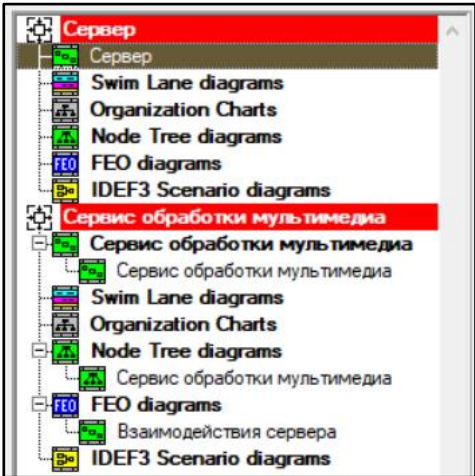 Сервер
Сервер
Swim Lane diagrams
Organization Charts
Node Tree diagrams
FEO diagrams
IDEF3 Scenario diagrams
Сервис обработки мультимедиа
Сервис обработки мультимедиа
Сервис обработки мультимедиа
Swim Lane diagrams
Organization Charts
Node Tree diagrams
Сервис обработки мультимедиа
FEO diagrams
Взаимодействия сервера
IDEF3 Scenario diagrams